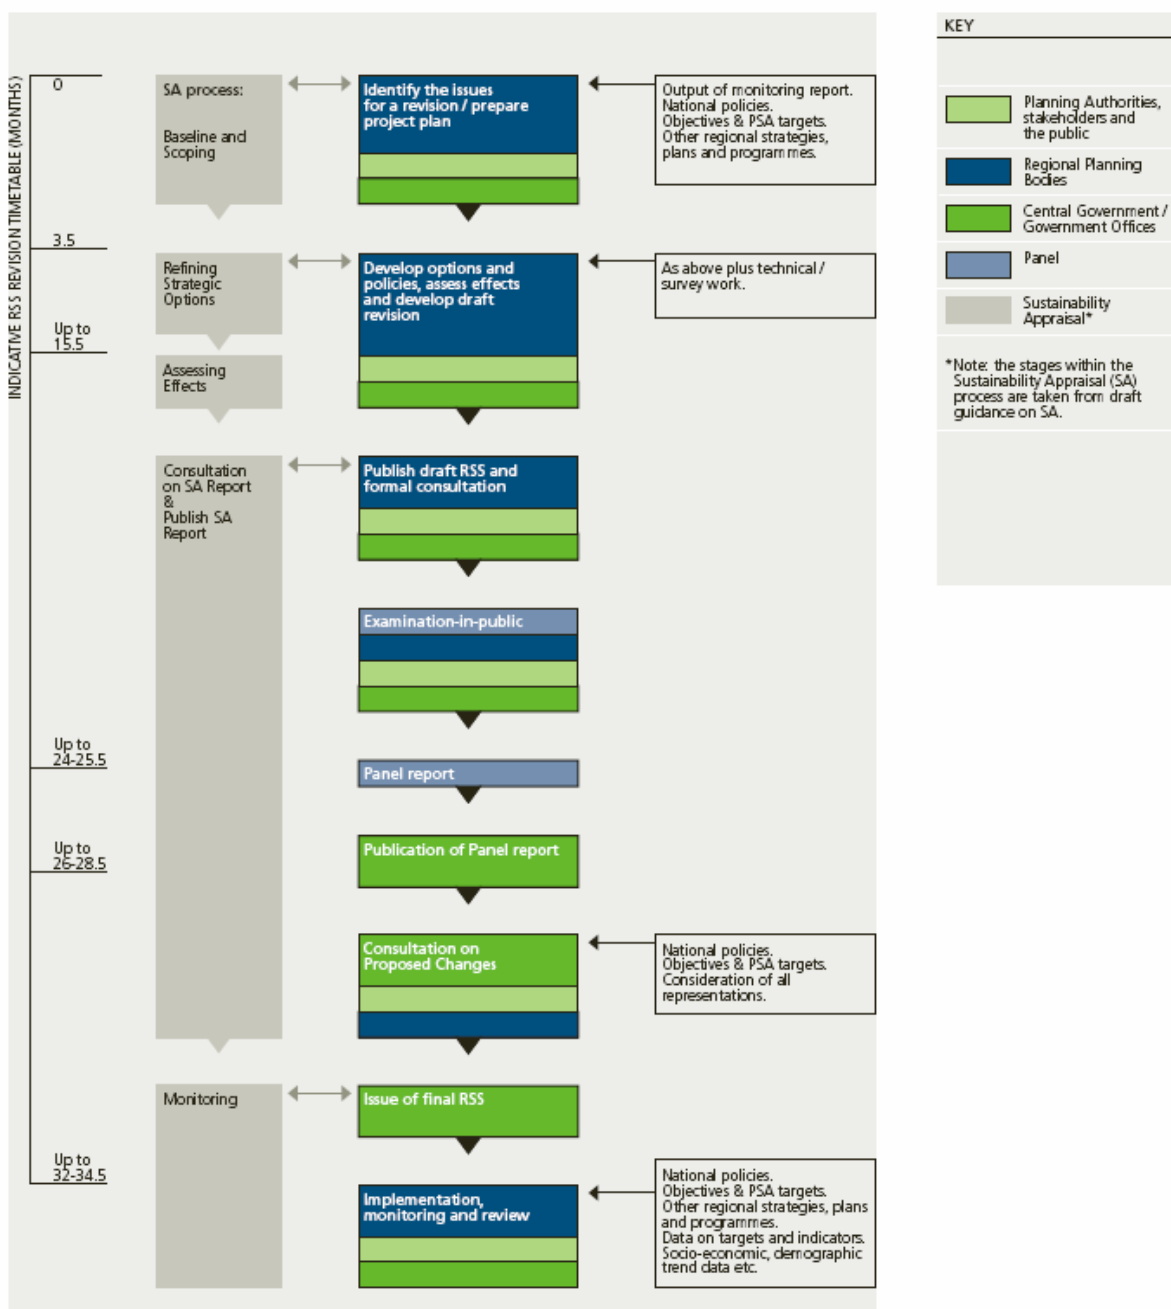 INDICATIVE RSS REVISION TIMETABLE (MONTHS)
0
3.5
Up to
15.5
Up to
24-25.5
Up to
26-28.5
Up to
32-34.5
SA process:
Baseline and
Scoping
Refining
Strategic
Options
Assessing
Effects
Consultation
on SA Report
&
Publish SA
Report
Monitoring
Identify the issues
for a revision / prepare
project plan
Develop options and
policies, assess effects
and develop draft
revision
Publish draft RSS and
formal consultation
Examination-in-public
Panel report
Publication of Panel report
Consultation on
Proposed Changes
Issue of final RSS
Implementation,
monitoring and review
Output of monitoring report.
National policies.
Objectives & PSA targets.
Other regional strategies,
plans and programmes.
As above plus technical /
survey work.
National policies.
Objectives & PSA targets.
Consideration of all
representations.
National policies.
Objectives & PSA targets.
Other regional strategies, plans
and programmes.
Data on targets and indicators.
Socio-economic, demographic
trend data etc.
KEY
Planning Authorities,
stakeholders and
the public
Regional Planning
Bodies
Central Government /
Government Offices
Panel
Sustainability
Appraisal*
*Note: the stages within the
Sustainability Appraisal (SA)
process are taken from draft
guidance on SA.